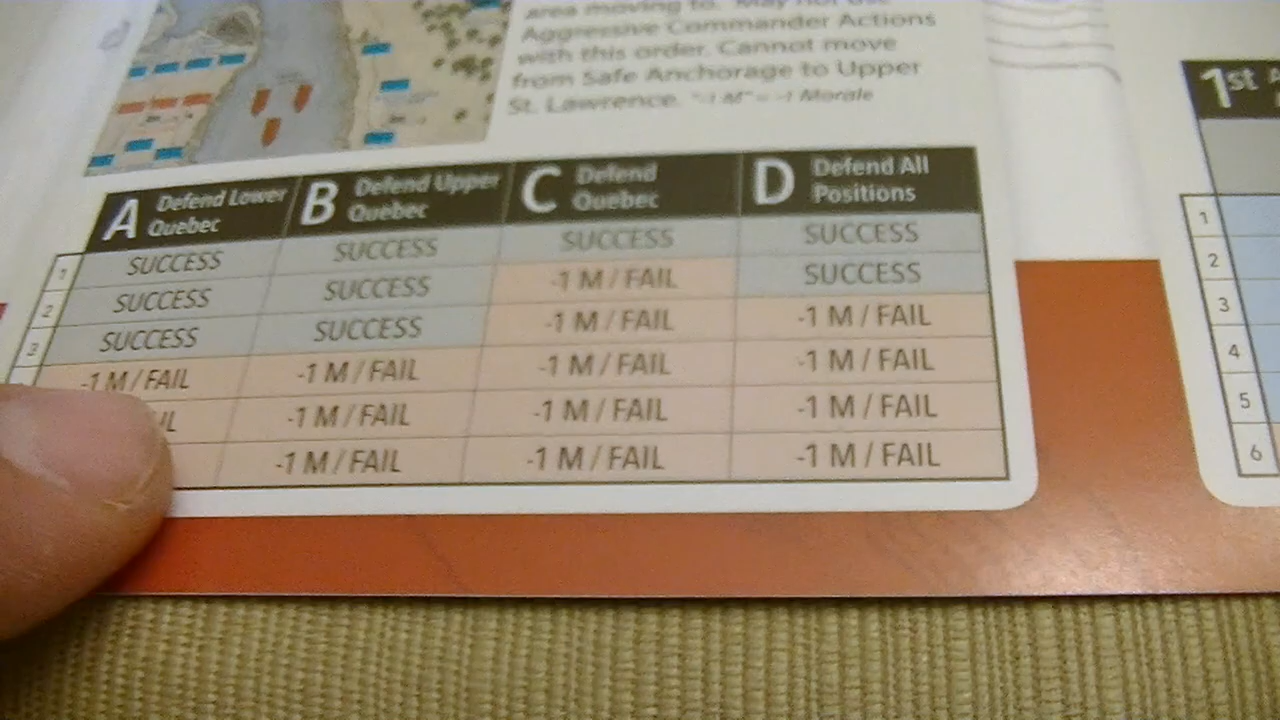 area moving to. May not use
Aggressive Commander Actions
with this order. Cannot move
from Safe Anchorage to Upper
St. Lawrence. "-1 M" = -1 Morale
A Defend Lower Quebec
B Defend Upper Quebec
C Defend Quebec
D Defend All Positions
1 SUCCESS SUCCESS SUCCESS SUCCESS
2 SUCCESS SUCCESS -1 M / FAIL SUCCESS
3 SUCCESS SUCCESS -1 M / FAIL -1 M / FAIL
-1 M / FAIL -1 M / FAIL -1 M / FAIL -1 M / FAIL
-1 M / FAIL -1 M / FAIL -1 M / FAIL
-1 M / FAIL -1 M / FAIL -1 M / FAIL
1st
1
2
3
4
5
6